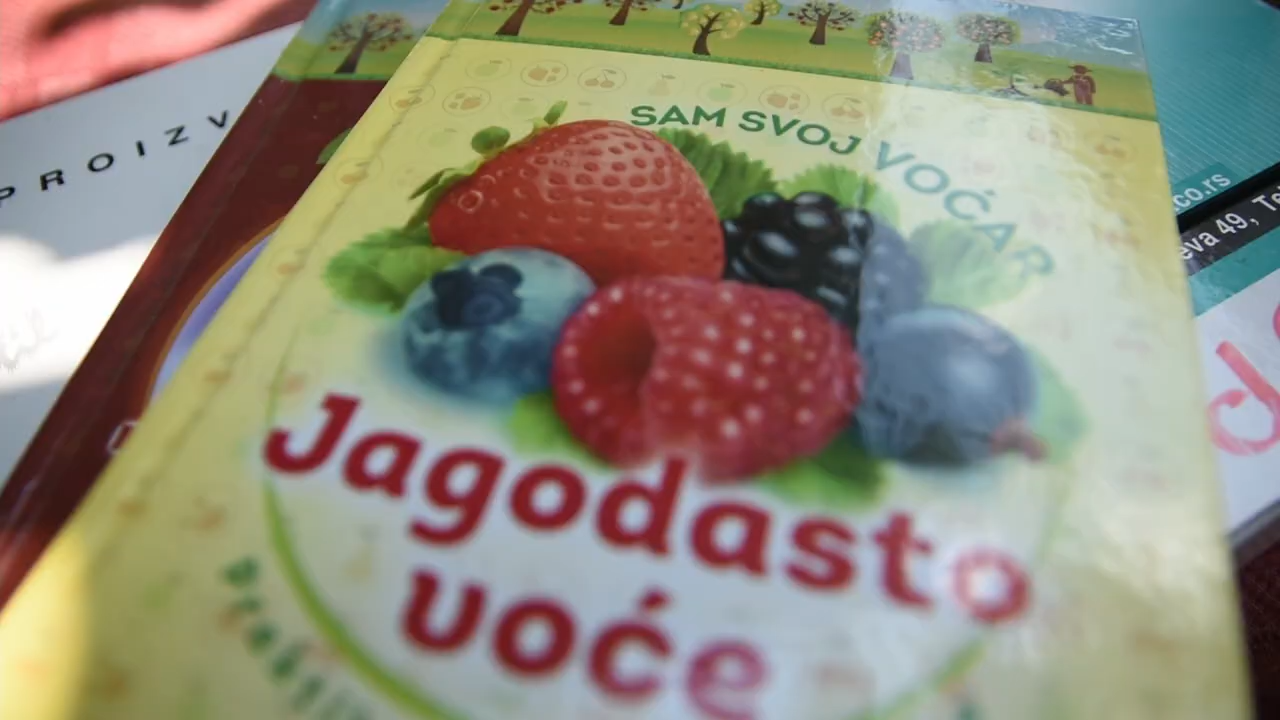 PROIZV
SAM SVOJ VOĆAR
co.rs
eva 49, Te
Jagodasto
voće